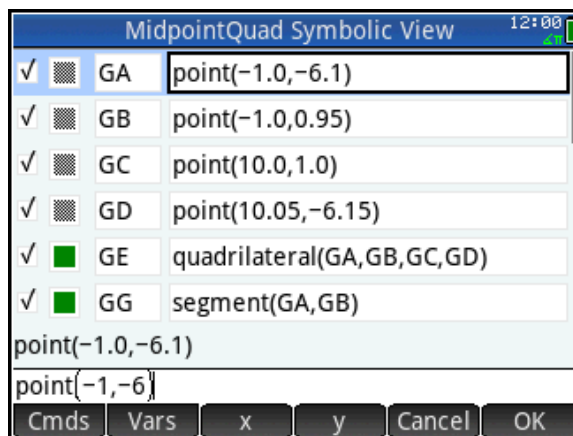 MidpointQuad Symbolic View 12:00
∡π
√ GA point(−1.0,−6.1)
√ GB point(−1.0,0.95)
√ GC point(10.0,1.0)
√ GD point(10.05,−6.15)
√ GE quadrilateral(GA,GB,GC,GD)
√ GG segment(GA,GB)
point(−1.0,−6.1)
point(−1,−6)
Cmds Vars x y Cancel OK